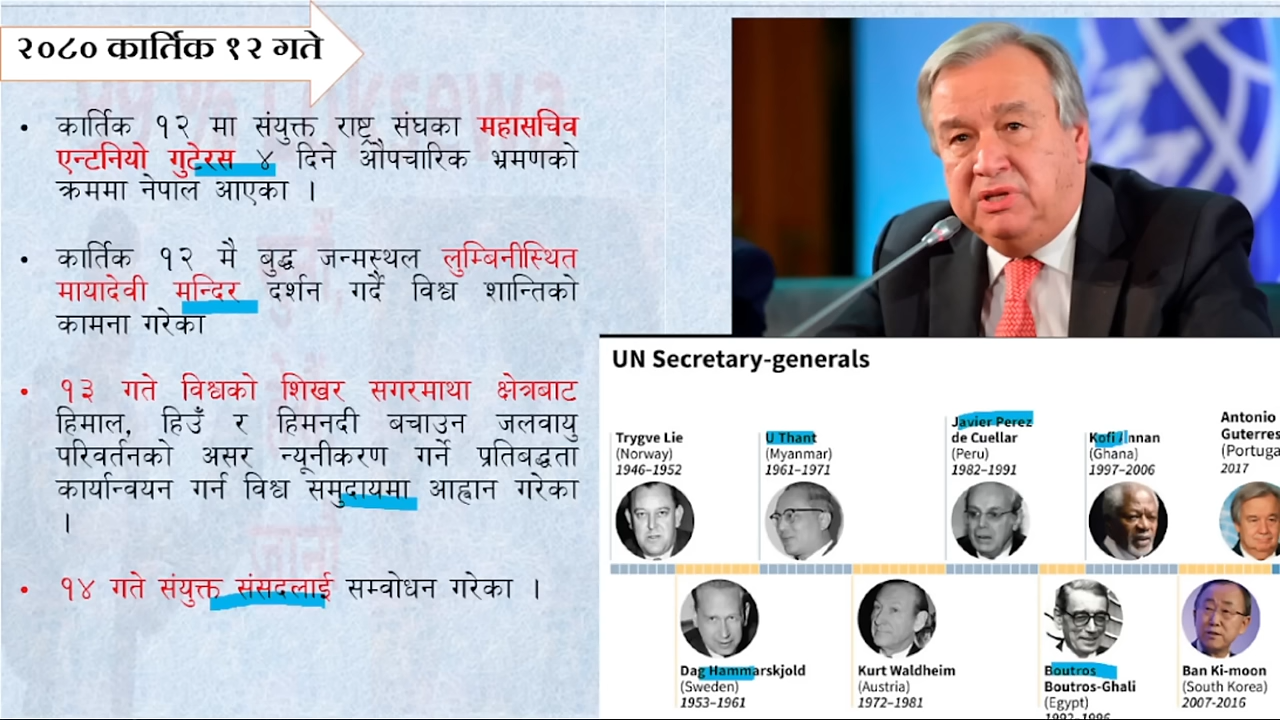 २०८० कार्तिक १२ गते
• कार्तिक १२ मा संयुक्त राष्ट्र संघका महासचिव
एन्टनियो गुटेरस ४ दिने औपचारिक भ्रमणको
क्रममा नेपाल आएका ।
• कार्तिक १२ मै बुद्ध जन्मस्थल लुम्बिनीस्थित
मायादेवी मन्दिर दर्शन गर्दै विश्व शान्तिको
कामना गरेका
• १३ गते विश्वको शिखर सगरमाथा क्षेत्रबाट
हिमाल, हिउँ र हिमनदी बचाउन जलवायु
परिवर्तनको असर न्यूनीकरण गर्ने प्रतिबद्धता
कार्यान्वयन गर्न विश्व समुदायमा आह्वान गरेका
।
• १४ गते संयुक्त संसदलाई सम्वोधन गरेका ।
UN Secretary-generals
Trygve Lie
(Norway)
1946–1952
U Thant
(Myanmar)
1961–1971
Javier Perez
de Cuellar
(Peru)
1982–1991
Kofi Annan
(Ghana)
1997–2006
Antonio
Guterres
(Portuga
2017
Dag Hammarskjold
(Sweden)
1953–1961
Kurt Waldheim
(Austria)
1972–1981
Boutros
Boutros-Ghali
(Egypt)
1992–1996
Ban Ki-moon
(South Korea)
2007-2016